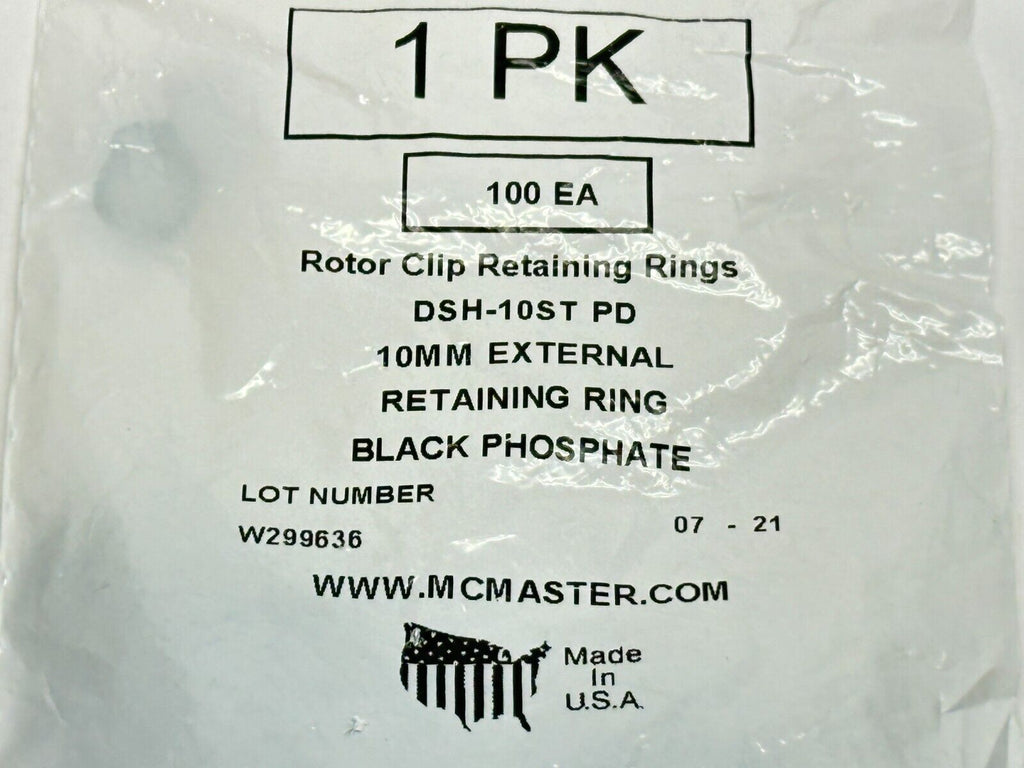 1 PK
100 EA
Rotor Clip Retaining Rings
DSH-10ST PD
10MM EXTERNAL
RETAINING RING
BLACK PHOSPHATE
LOT NUMBER
W299636
07 - 21
WWW.MCMASTER.COM
Made
In
U.S.A.